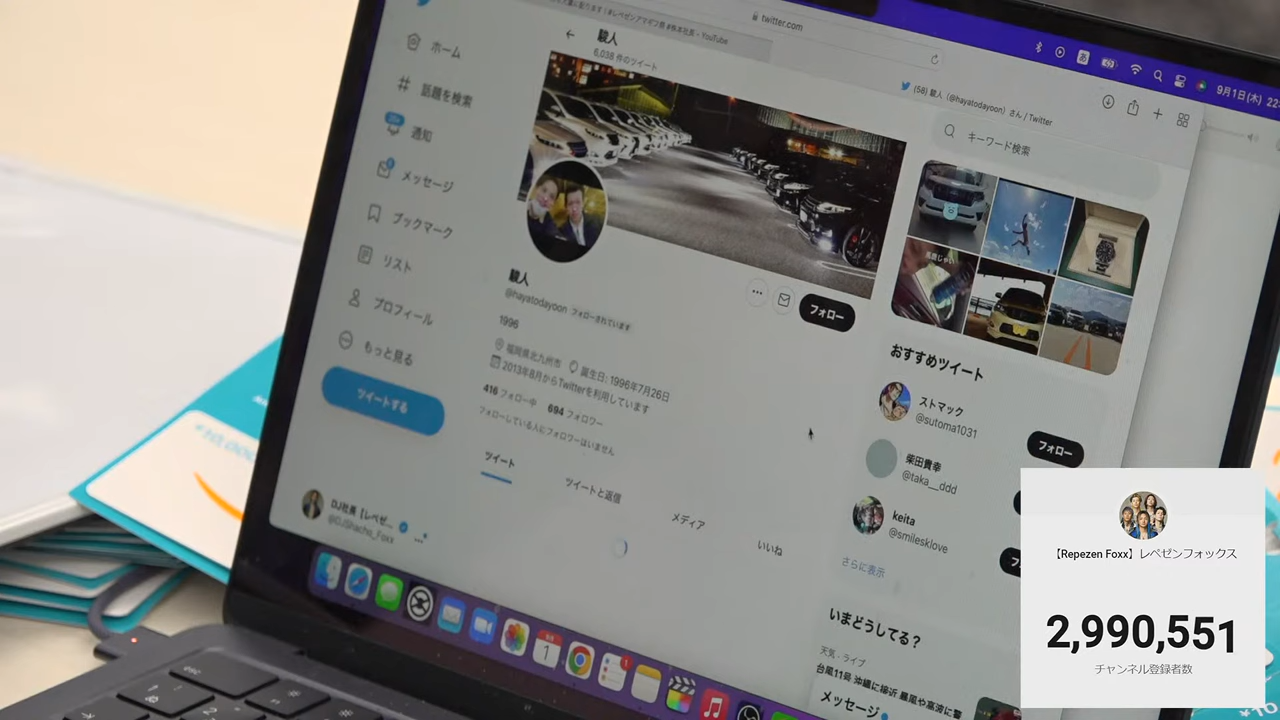 twitter.com
9月1日(木) 22
(58) 駿人 (@hayatodayoon) さん / Twitter
駿人
6,038 件のツイート
ホーム
話題を検索
通知
メッセージ
ブックマーク
リスト
プロフィール
もっと見る
ツイートする
DJ社長【レペゼ...
@DJShacho_Foxx
駿人
@hayatodayoon フォローされています
フォロー
1996
福岡県北九州市 誕生日: 1996年7月26日
2013年8月からTwitterを利用しています
416 フォロー中 694 フォロワー
フォローしている人にフォロワーはいません
ツイート
ツイートと返信
メディア
いいね
キーワード検索
おすすめツイート
ストマック
@sutoma1031
フォロー
柴田貴幸
@taka__ddd
keita
@smilesklove
さらに表示
いまどうしてる？
天気・ライブ
台風11号 沖縄に接近 暴風や高波に警
メッセージ
esc
【Repezen Foxx】レペゼンフォックス
2,990,551
チャンネル登録者数